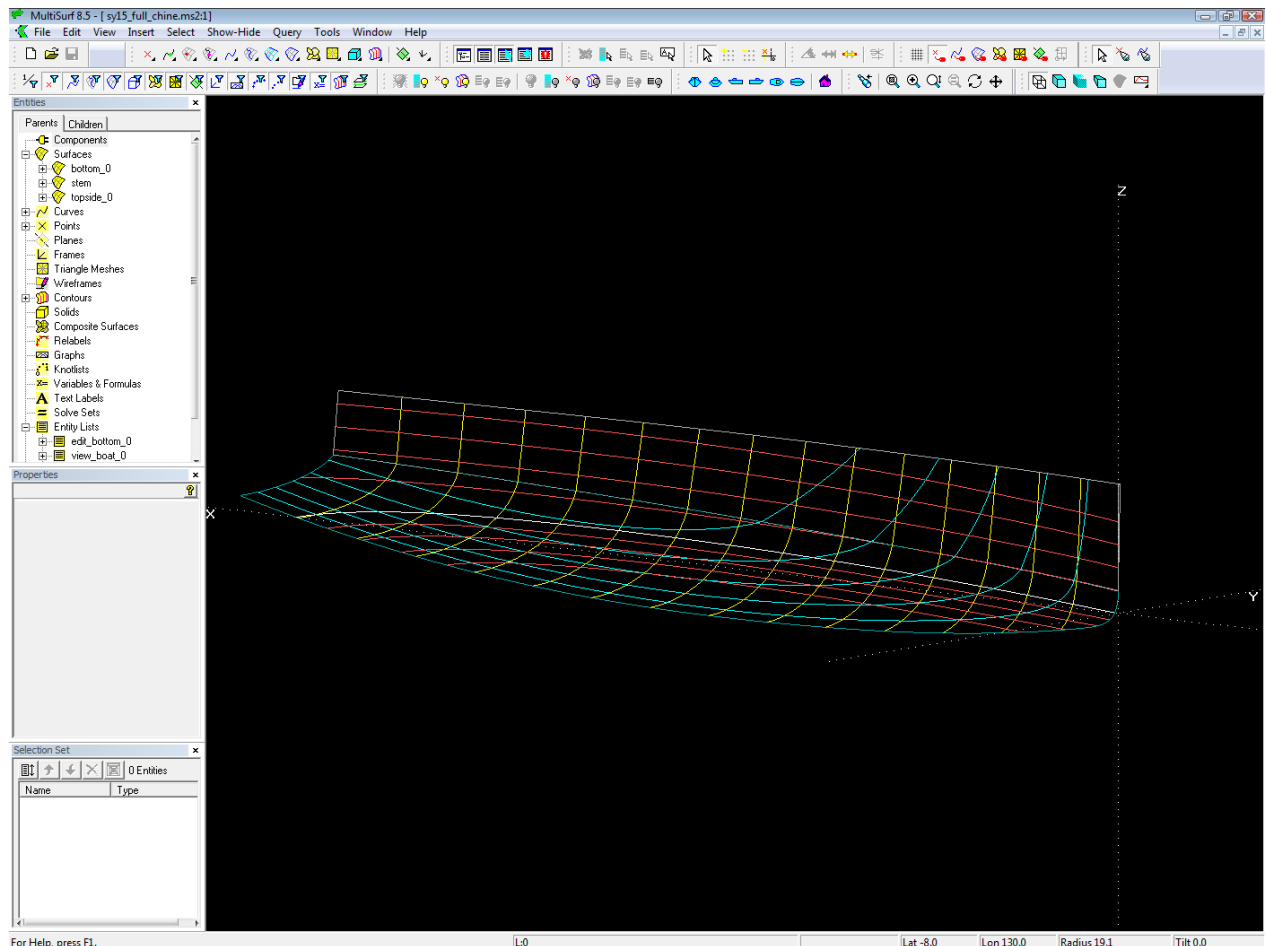 MultiSurf 8.5 - [ sy15_full_chine.ms2:1]
File Edit View Insert Select Show-Hide Query Tools Window Help
Entities
Parents Children
Components
Surfaces
bottom_0
stem
topside_0
Curves
Points
Planes
Frames
Triangle Meshes
Wireframes
Contours
Solids
Composite Surfaces
Relabels
Graphs
Knotlists
Variables & Formulas
Text Labels
Solve Sets
Entity Lists
edit_bottom_0
view_boat_0
Properties
Selection Set
0 Entities
Name Type
Z
X
Y
For Help, press F1. L:0 Lat -8.0 Lon 130.0 Radius 19.1 Tilt 0.0